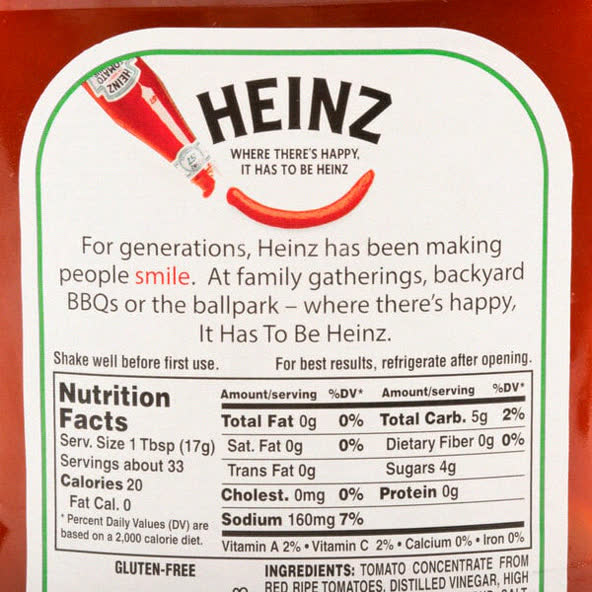 HEINZ
TOMATO
HEINZ
57
WHERE THERE'S HAPPY,
IT HAS TO BE HEINZ
For generations, Heinz has been making
people smile. At family gatherings, backyard
BBQs or the ballpark – where there's happy,
It Has To Be Heinz.
Shake well before first use. For best results, refrigerate after opening.
Nutrition
Facts
Serv. Size 1 Tbsp (17g)
Servings about 33
Calories 20
Fat Cal. 0
* Percent Daily Values (DV) are
based on a 2,000 calorie diet.
Amount/serving %DV* Amount/serving %DV*
Total Fat 0g 0% Total Carb. 5g 2%
Sat. Fat 0g 0% Dietary Fiber 0g 0%
Trans Fat 0g Sugars 4g
Cholest. 0mg 0% Protein 0g
Sodium 160mg 7%
Vitamin A 2% • Vitamin C 2% • Calcium 0% • Iron 0%
GLUTEN-FREE
INGREDIENTS: TOMATO CONCENTRATE FROM
RED RIPE TOMATOES, DISTILLED VINEGAR, HIGH